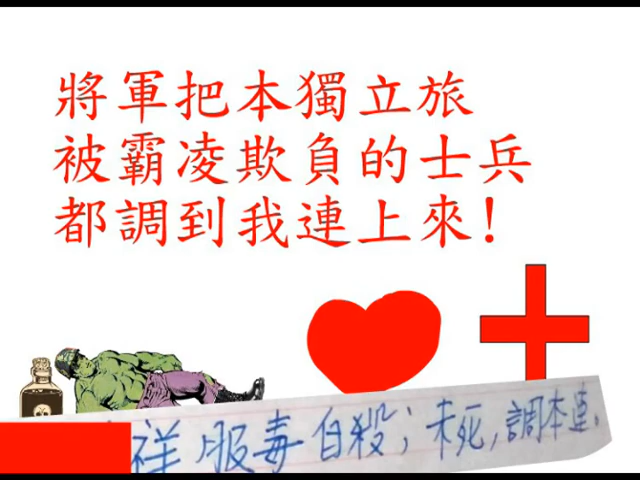 將軍把本獨立旅
被霸凌欺負的士兵
都調到我連上來!
祥服毒自殺;未死,調本連。